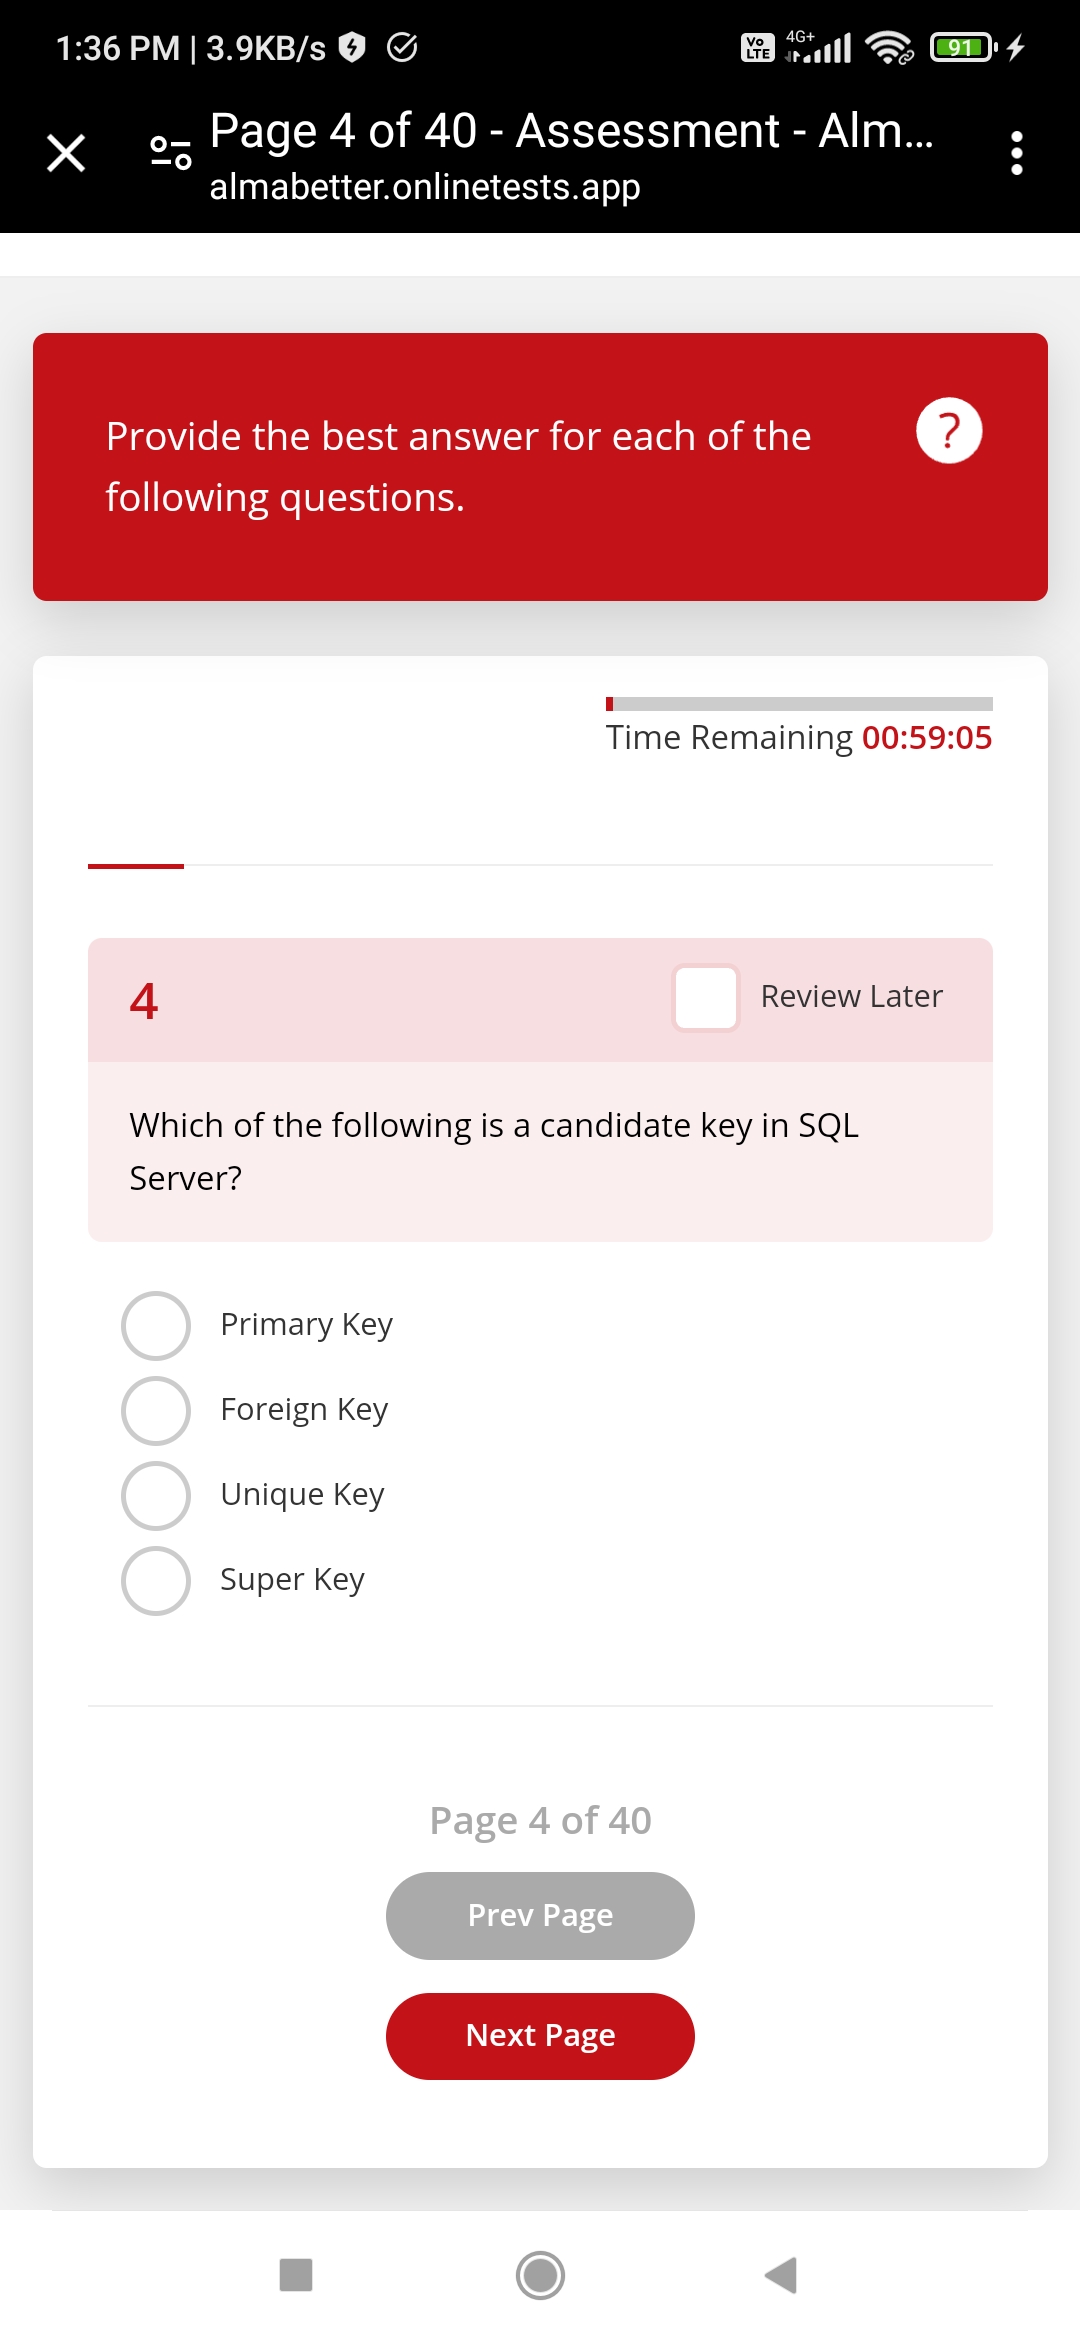 1:36 PM | 3.9KB/s
Vo LTE 4G+ 91
Page 4 of 40 - Assessment - Alm...
almabetter.onlinetests.app
Provide the best answer for each of the
following questions.
?
Time Remaining 00:59:05
4
Review Later
Which of the following is a candidate key in SQL
Server?
Primary Key
Foreign Key
Unique Key
Super Key
Page 4 of 40
Prev Page
Next Page